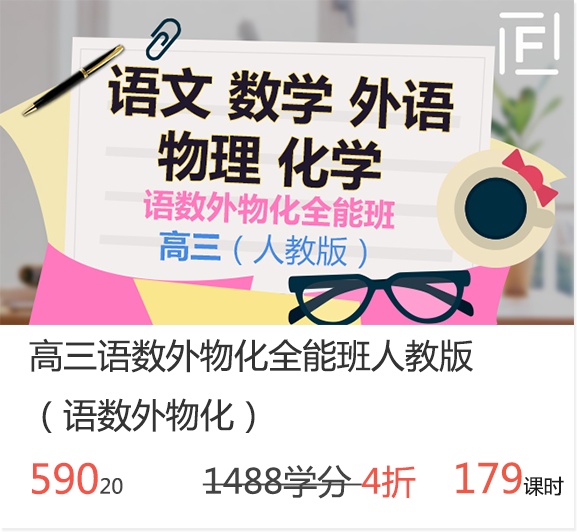 语文 数学 外语
物理 化学
语数外物化全能班
高三（人教版）
高三语数外物化全能班人教版
（语数外物化）
59020 1488学分 4折 179课时